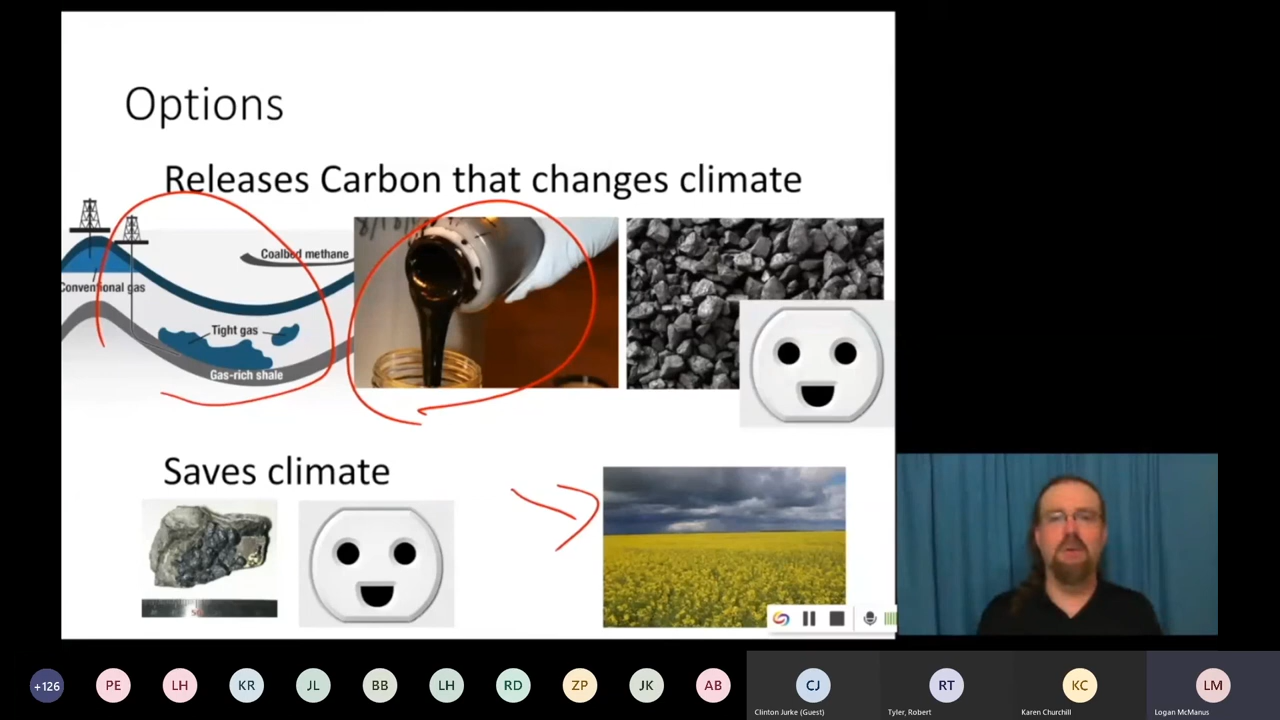 Options
Releases Carbon that changes climate
Coalbed methane
Conventional gas
Tight gas
Gas-rich shale
Saves climate
+126
PE
LH
KR
JL
BB
LH
RD
ZP
JK
AB
CJ
RT
KC
LM
Clinton Jurke (Guest)
Tyler, Robert
Karen Churchill
Logan McManus